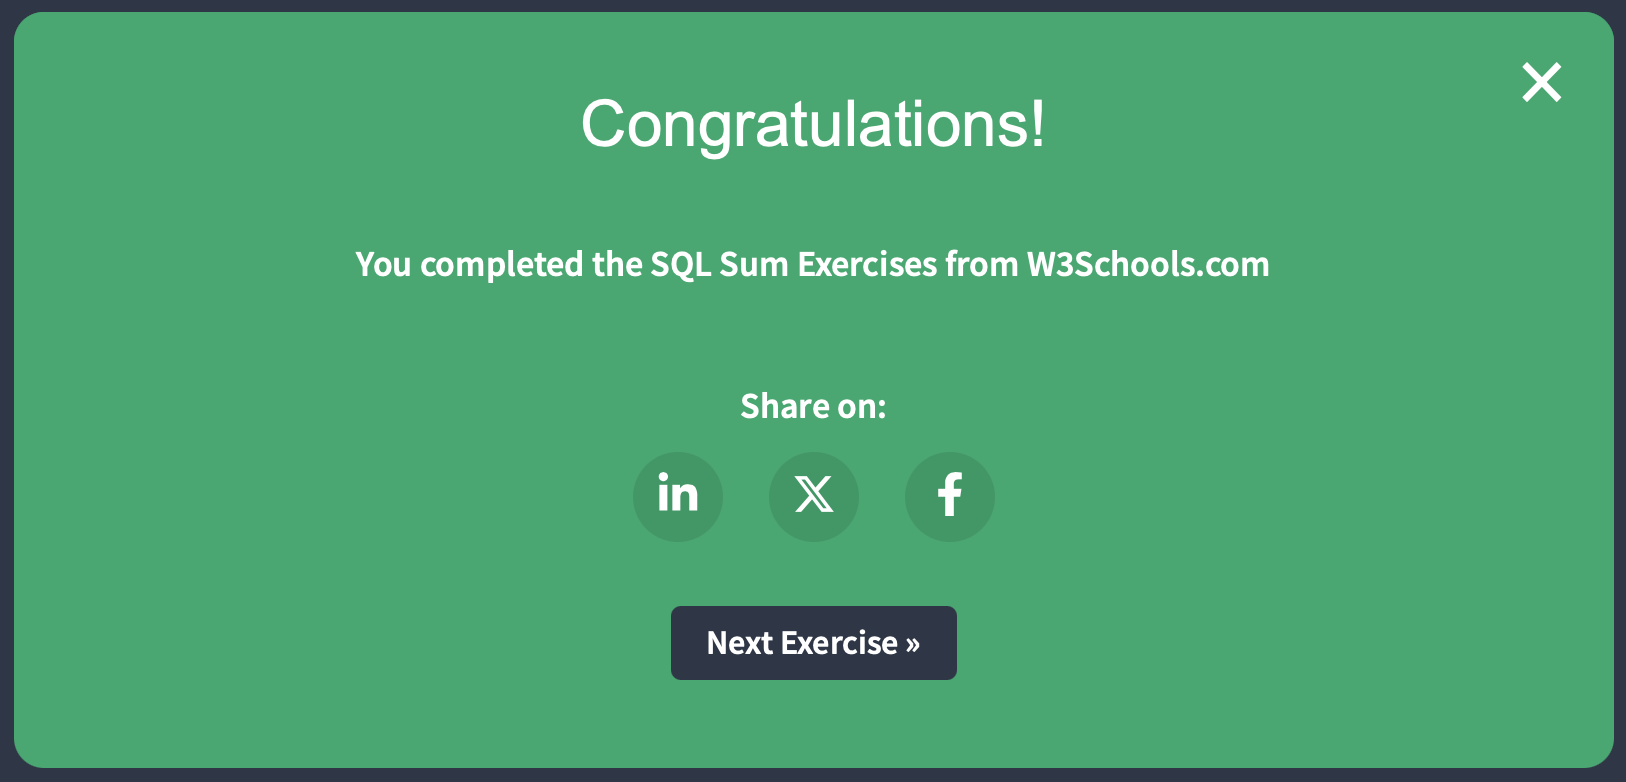 Congratulations!
You completed the SQL Sum Exercises from W3Schools.com
Share on:
in
X
f
Next Exercise »